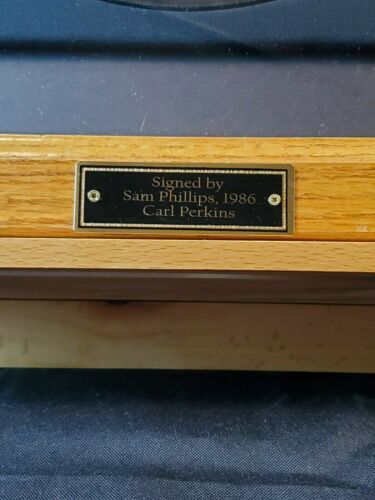 Signed by
Sam Phillips, 1986
Carl Perkins